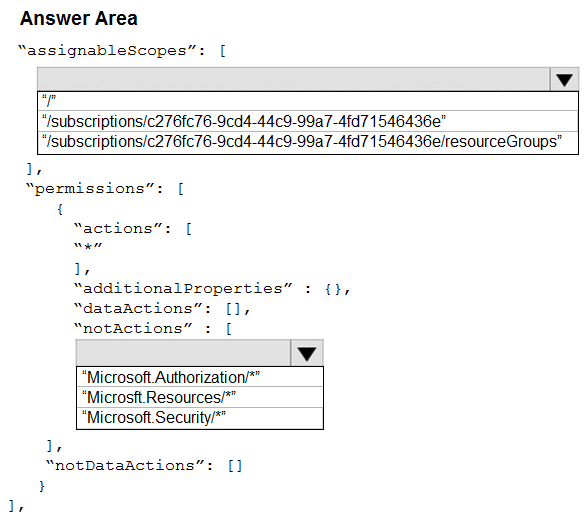 Answer Area
“assignableScopes”: [
“/”
“/subscriptions/c276fc76-9cd4-44c9-99a7-4fd71546436e”
“/subscriptions/c276fc76-9cd4-44c9-99a7-4fd71546436e/resourceGroups”
],
“permissions”: [
{
“actions”: [
“*”
],
“additionalProperties” : {},
“dataActions”: [],
“notActions” : [
“Microsoft.Authorization/*”
“Microsft.Resources/*”
“Microsoft.Security/*”
],
“notDataActions”: []
}
],